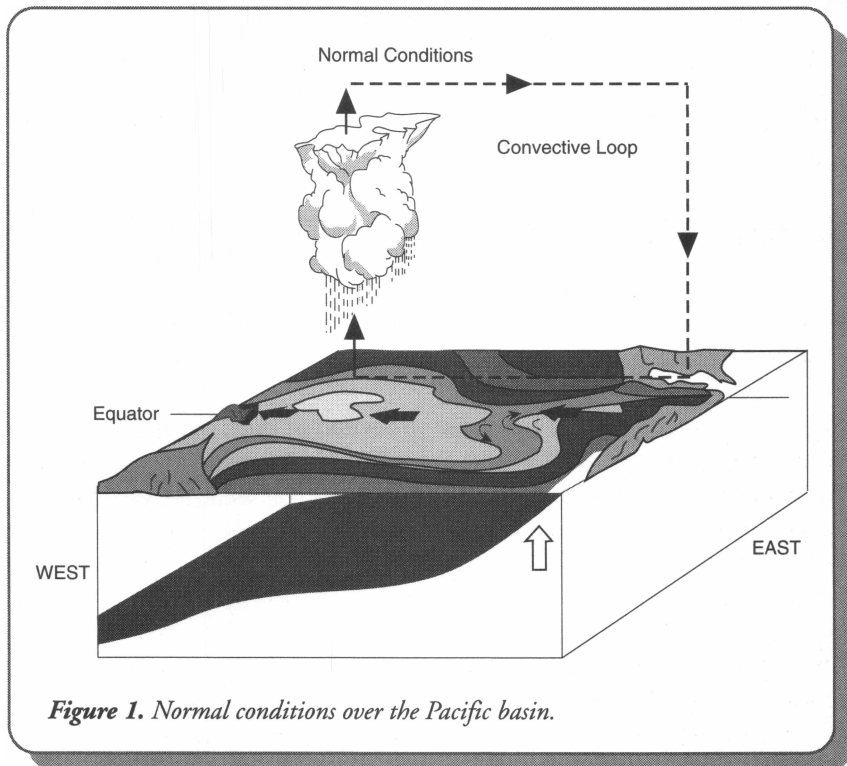 Normal Conditions
Convective Loop
Equator
WEST
EAST
Figure 1. Normal conditions over the Pacific basin.